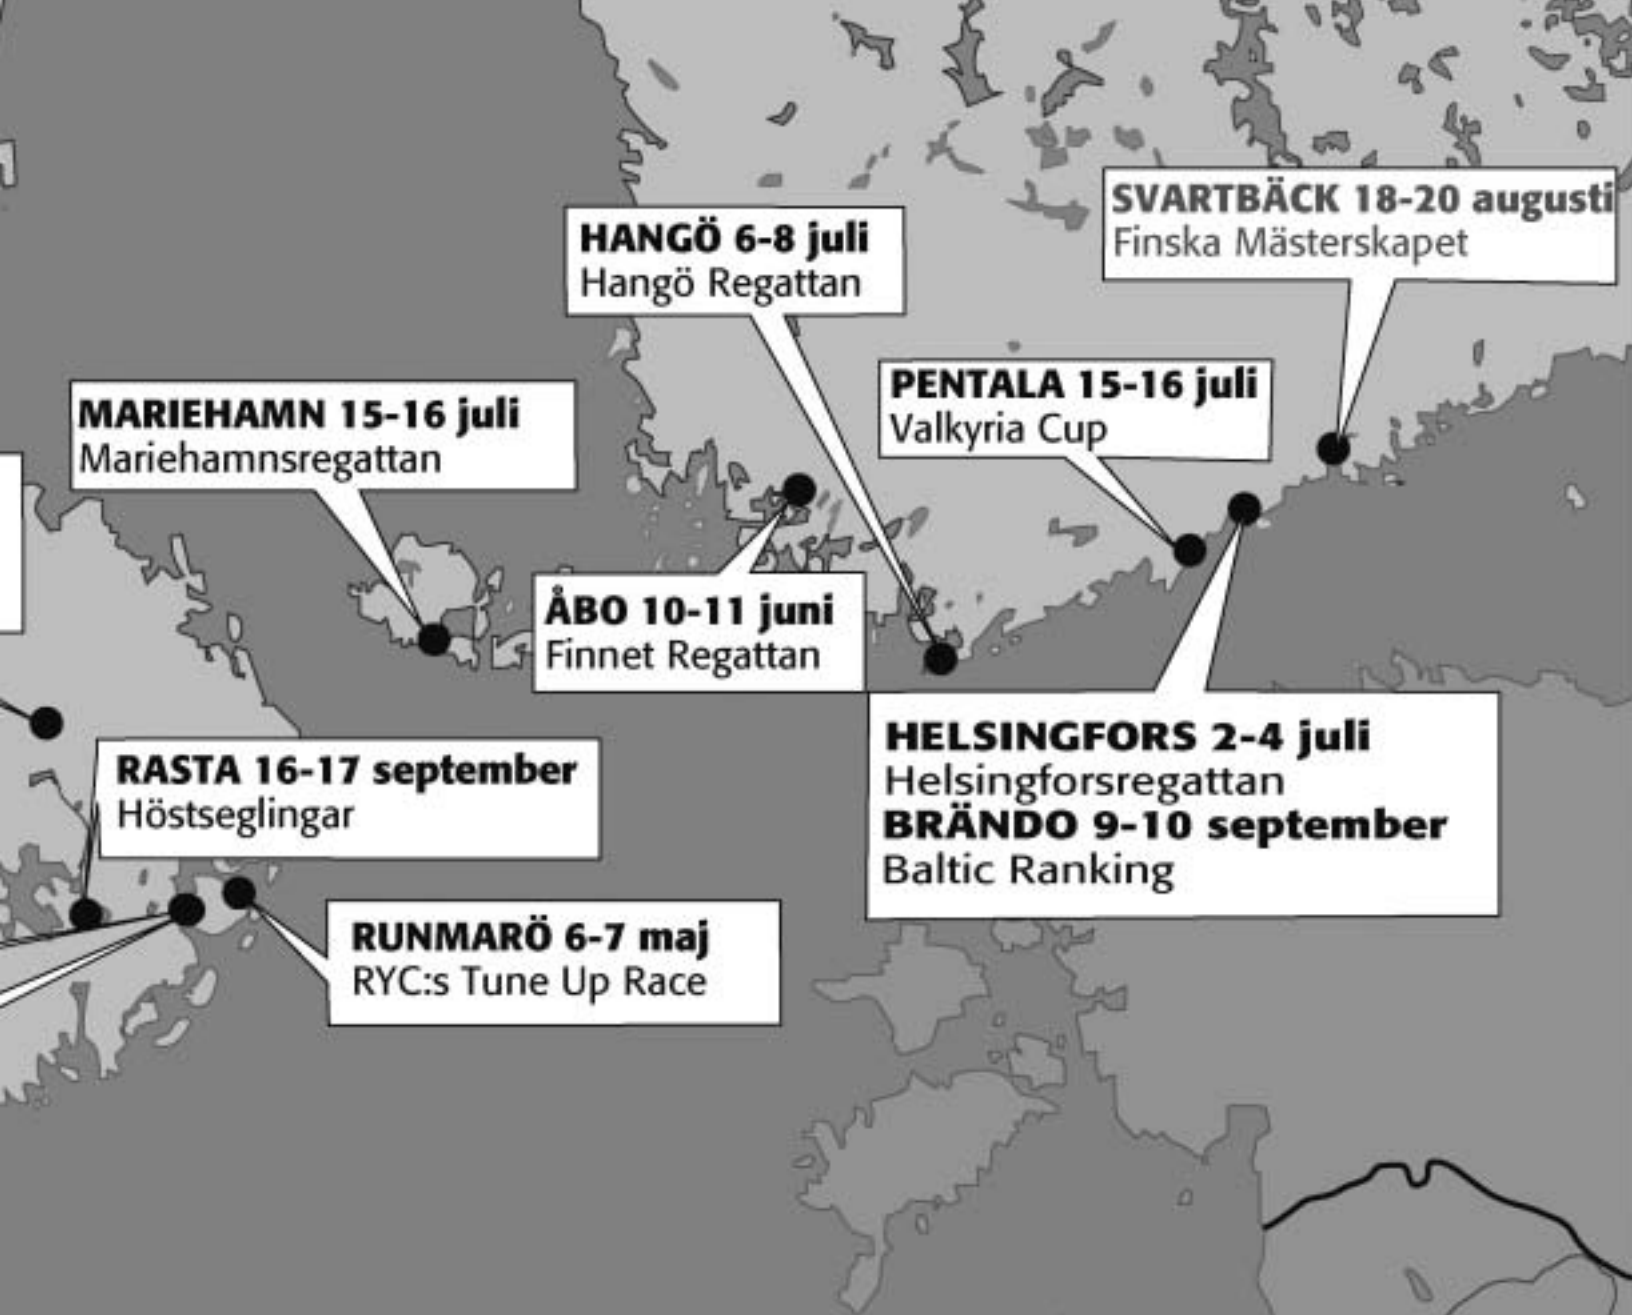 SVARTBÄCK 18-20 augusti
Finska Mästerskapet
HANGÖ 6-8 juli
Hangö Regattan
PENTALA 15-16 juli
Valkyria Cup
MARIEHAMN 15-16 juli
Mariehamnsregattan
ÅBO 10-11 juni
Finnet Regattan
HELSINGFORS 2-4 juli
Helsingforsregattan
BRÄNDO 9-10 september
Baltic Ranking
RASTA 16-17 september
Höstseglingar
RUNMARÖ 6-7 maj
RYC:s Tune Up Race